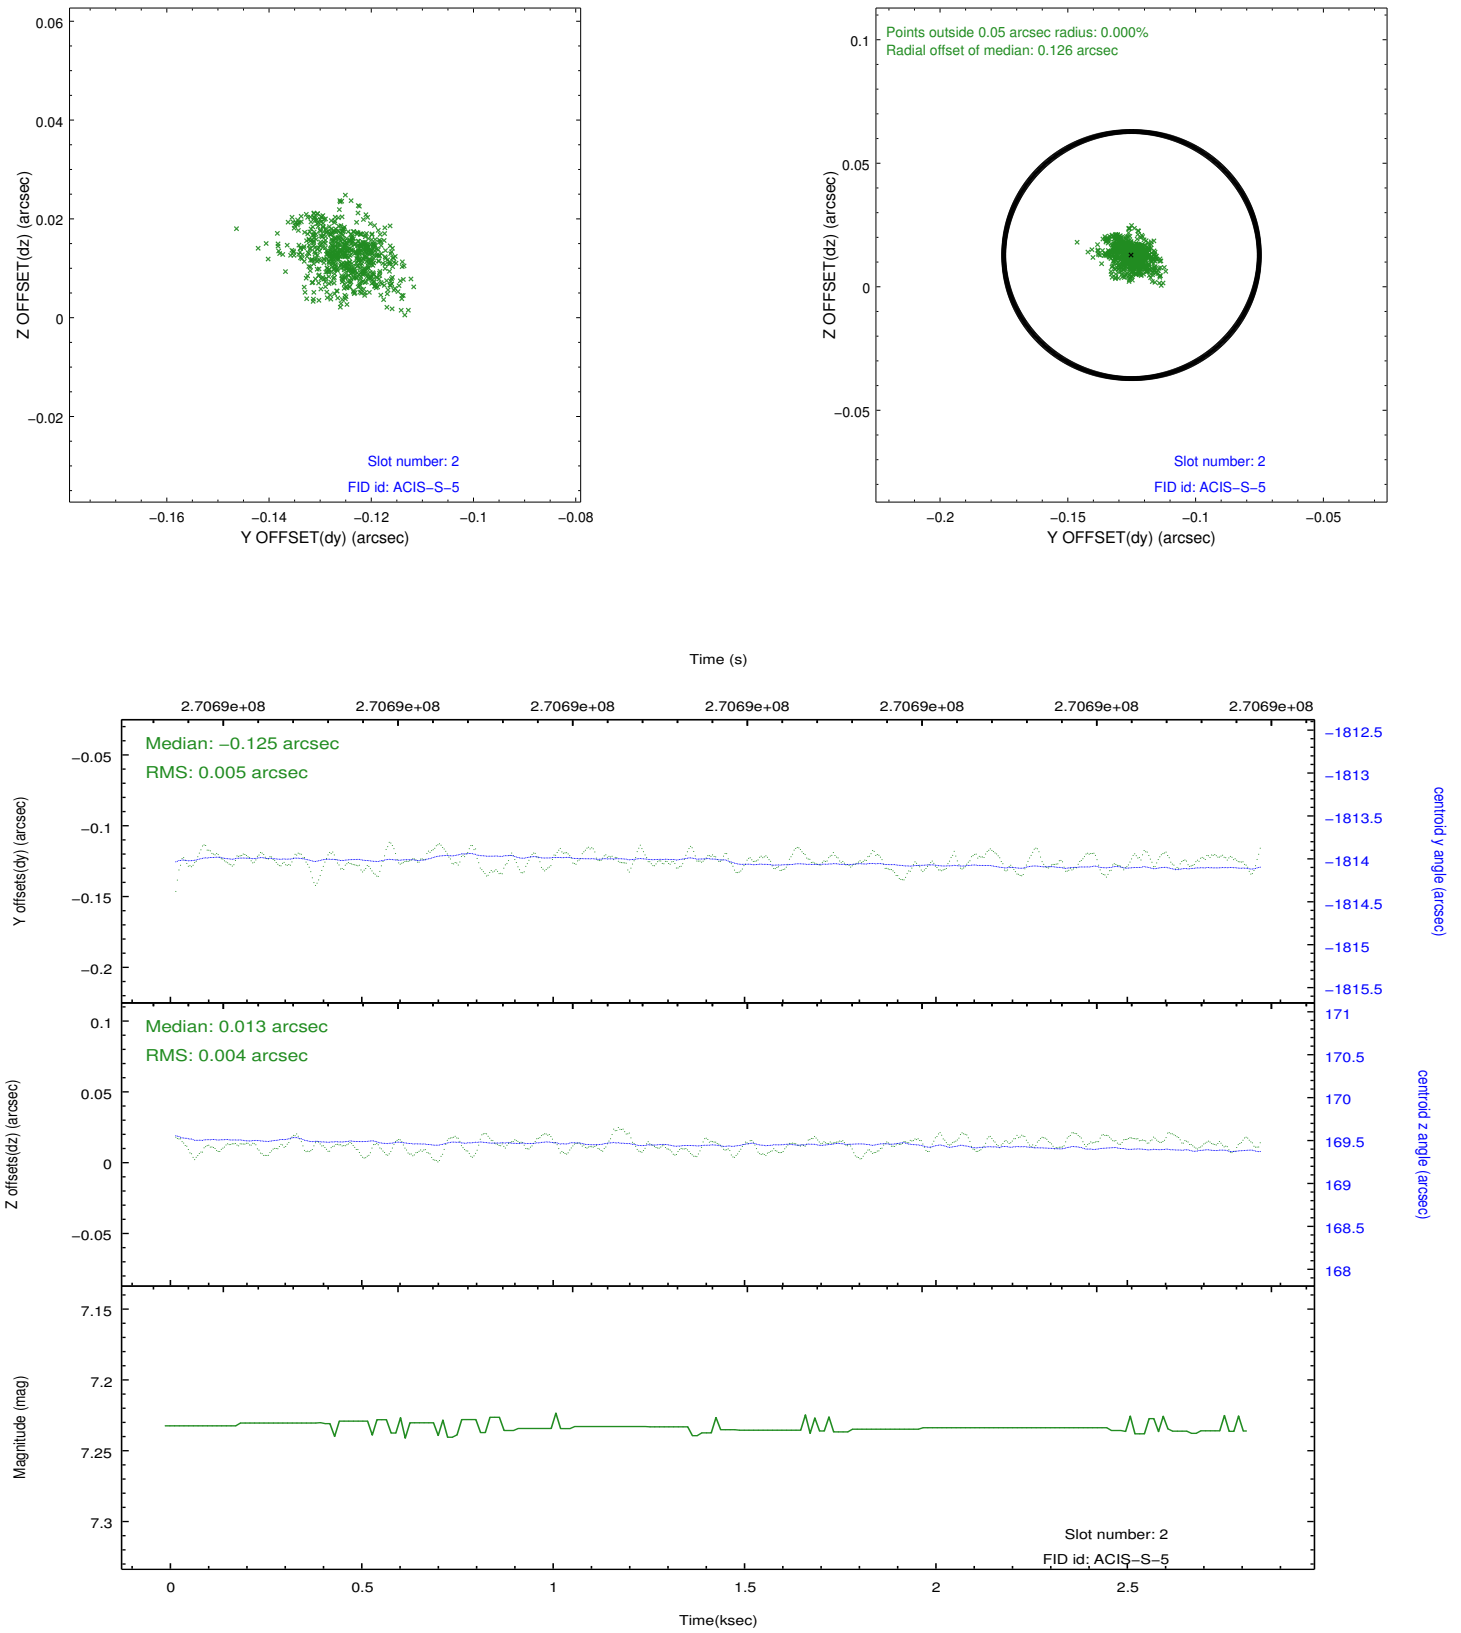 0.06
0.04
0.02
0
−0.02
Z OFFSET(dz) (arcsec)
Slot number: 2
FID id: ACIS−S−5
−0.16 −0.14 −0.12 −0.1 −0.08
Y OFFSET(dy) (arcsec)
Points outside 0.05 arcsec radius: 0.000%
Radial offset of median: 0.126 arcsec
0.1
0.05
0
−0.05
Z OFFSET(dz) (arcsec)
Slot number: 2
FID id: ACIS−S−5
−0.2 −0.15 −0.1 −0.05
Y OFFSET(dy) (arcsec)
Time (s)
2.7069e+08 2.7069e+08 2.7069e+08 2.7069e+08 2.7069e+08 2.7069e+08 2.7069e+08
Median: −0.125 arcsec
RMS: 0.005 arcsec
−0.05
−0.1
−0.15
−0.2
Y offsets(dy) (arcsec)
−1812.5
−1813
−1813.5
−1814
−1814.5
−1815
−1815.5
centroid y angle (arcsec)
Median: 0.013 arcsec
RMS: 0.004 arcsec
0.1
0.05
0
−0.05
Z offsets(dz) (arcsec)
171
170.5
170
169.5
169
168.5
168
centroid z angle (arcsec)
7.15
7.2
7.25
7.3
Magnitude (mag)
Slot number: 2
FID id: ACIS−S−5
0 0.5 1 1.5 2 2.5
Time(ksec)